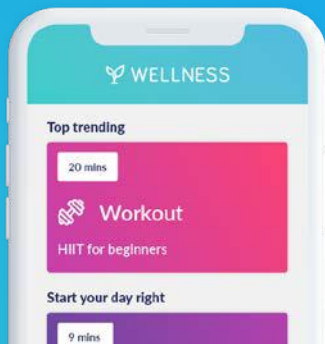 WELLNESS
Top trending
20 mins
Workout
HIIT for beginners
Start your day right
9 mins